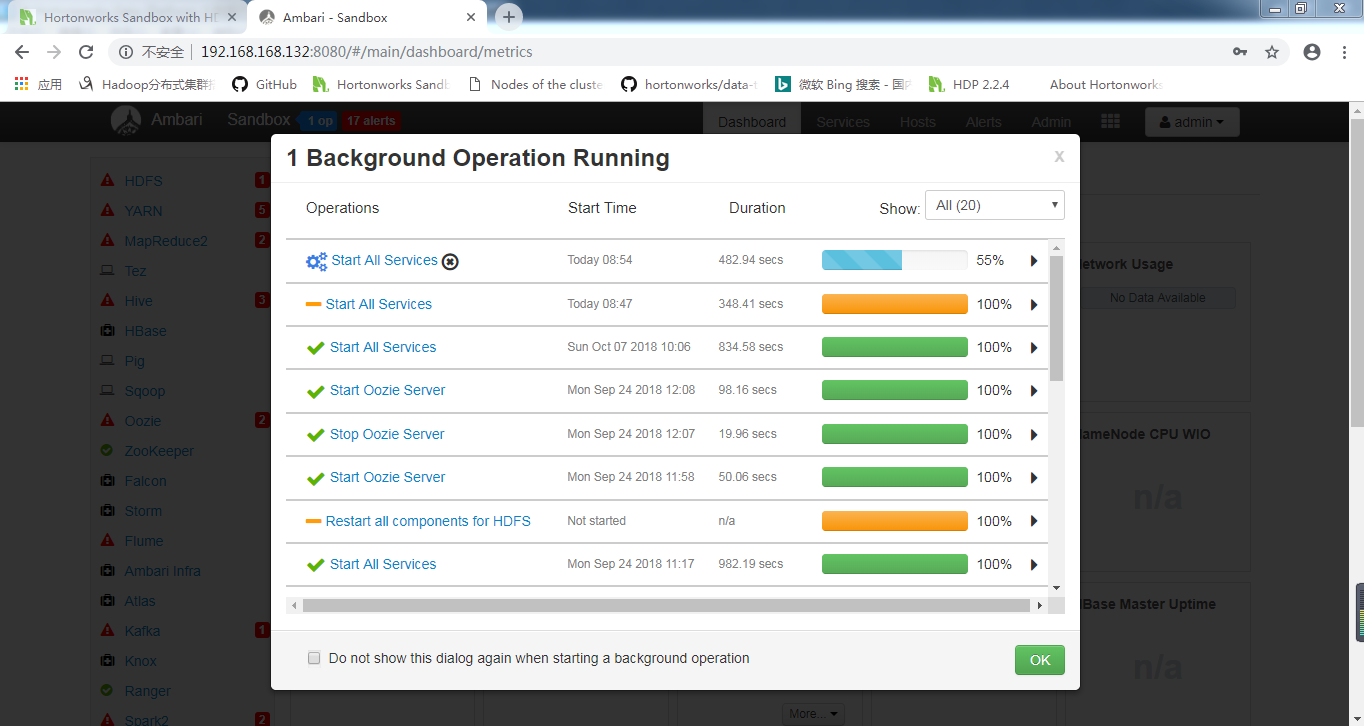 Hortonworks Sandbox with HD
Ambari - Sandbox
不安全 192.168.168.132:8080/#/main/dashboard/metrics
应用 Hadoop分布式集群 GitHub Hortonworks Sandb Nodes of the cluste hortonworks/data-t 微软 Bing 搜索 - 国 HDP 2.2.4 About Hortonworks
Ambari Sandbox 1 op 17 alerts Dashboard Services Hosts Alerts Admin admin
1 Background Operation Running x
Operations Start Time Duration Show: All (20)
Start All Services Today 08:54 482.94 secs 55%
Start All Services Today 08:47 348.41 secs 100%
Start All Services Sun Oct 07 2018 10:06 834.58 secs 100%
Start Oozie Server Mon Sep 24 2018 12:08 98.16 secs 100%
Stop Oozie Server Mon Sep 24 2018 12:07 19.96 secs 100%
Start Oozie Server Mon Sep 24 2018 11:58 50.06 secs 100%
Restart all components for HDFS Not started n/a 100%
Start All Services Mon Sep 24 2018 11:17 982.19 secs 100%
Do not show this dialog again when starting a background operation OK
HDFS 1
YARN 5
MapReduce2 2
Tez
Hive 3
HBase
Pig
Sqoop
Oozie 2
ZooKeeper
Falcon
Storm
Flume
Ambari Infra
Atlas
Kafka 1
Knox
Ranger
Spark2 2
etwork Usage
No Data Available
ameNode CPU WIO
n/a
Base Master Uptime
n/a
More...